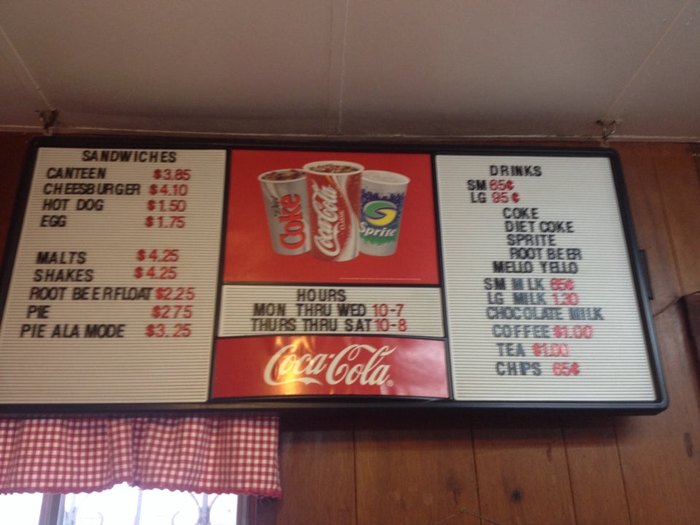 SANDWICHES
CANTEEN $3.85
CHEESBURGER $4.10
HOT DOG $1.50
EGG $1.75
MALTS $4.25
SHAKES $4.25
ROOT BEERFLOAT $2.25
PIE $2.75
PIE ALA MODE $3.25
Coke
Coca-Cola
Sprite
HOURS
MON THRU WED 10-7
THURS THRU SAT 10-8
Coca-Cola
DRINKS
SM 85¢
LG 95¢
COKE
DIET COKE
SPRITE
ROOT BEER
MELLO YELLO
SM MILK 85¢
LG MILK 1.30
CHOCOLATE MILK
COFFEE $1.00
TEA $1.00
CHIPS 65¢